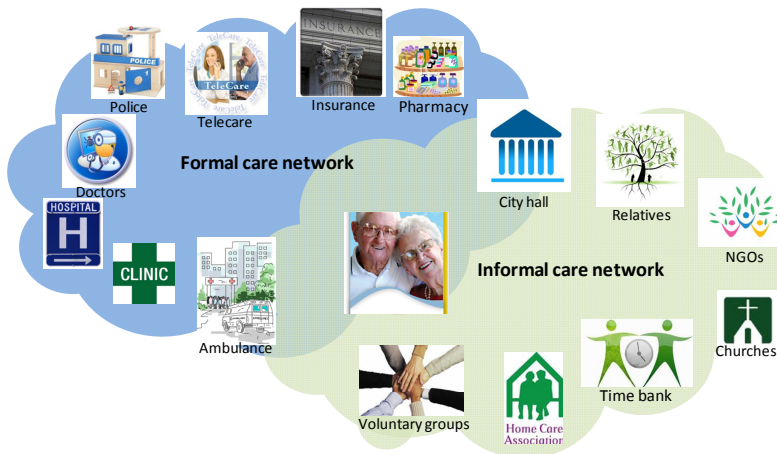 INSURANCE
POLICE
TeleCare
Police
Telecare
Insurance
Pharmacy
Formal care network
Doctors
City hall
Relatives
HOSPITAL
H
CLINIC
NGOs
Informal care network
Ambulance
Churches
Time bank
Voluntary groups
Home Care
Association